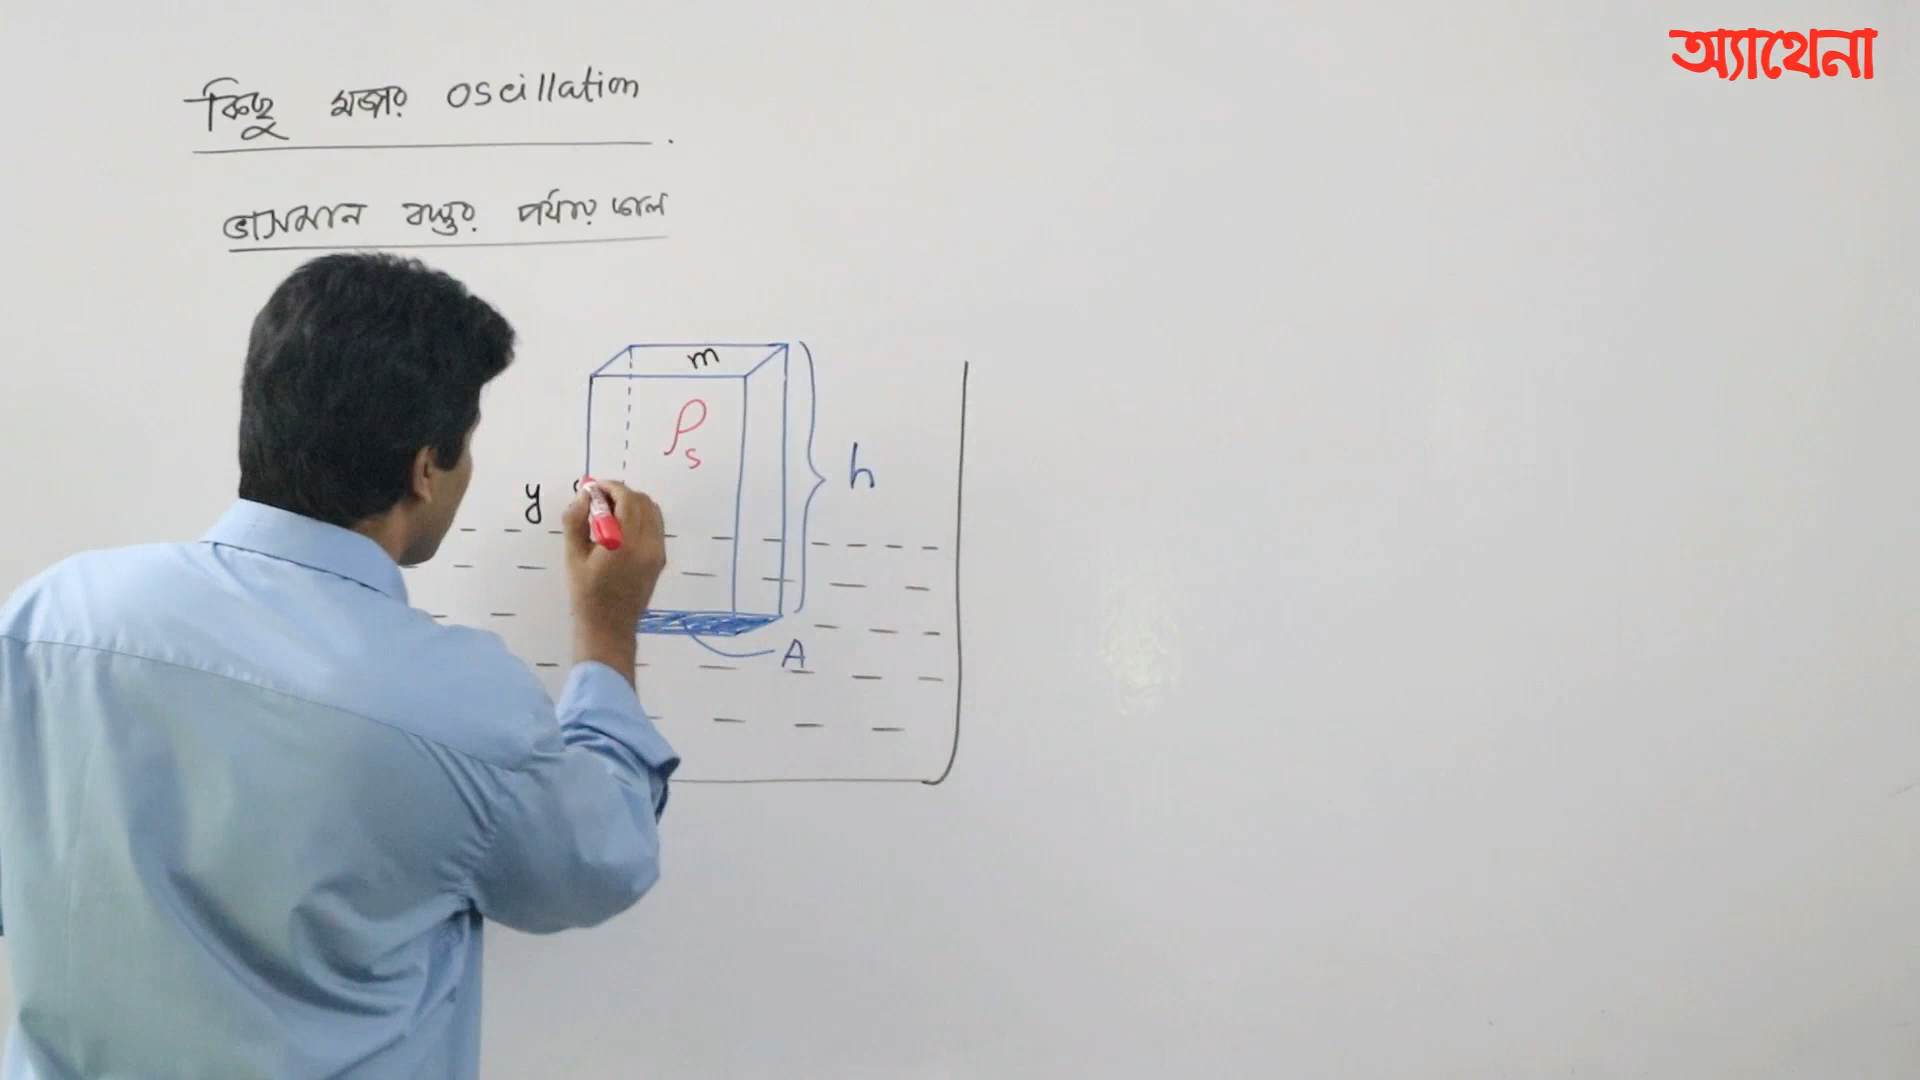 অ্যাথেনা
কিছু মজার oscillation
ভাসমান বস্তুর পর্যায় কাল
m
ρs
h
y
A